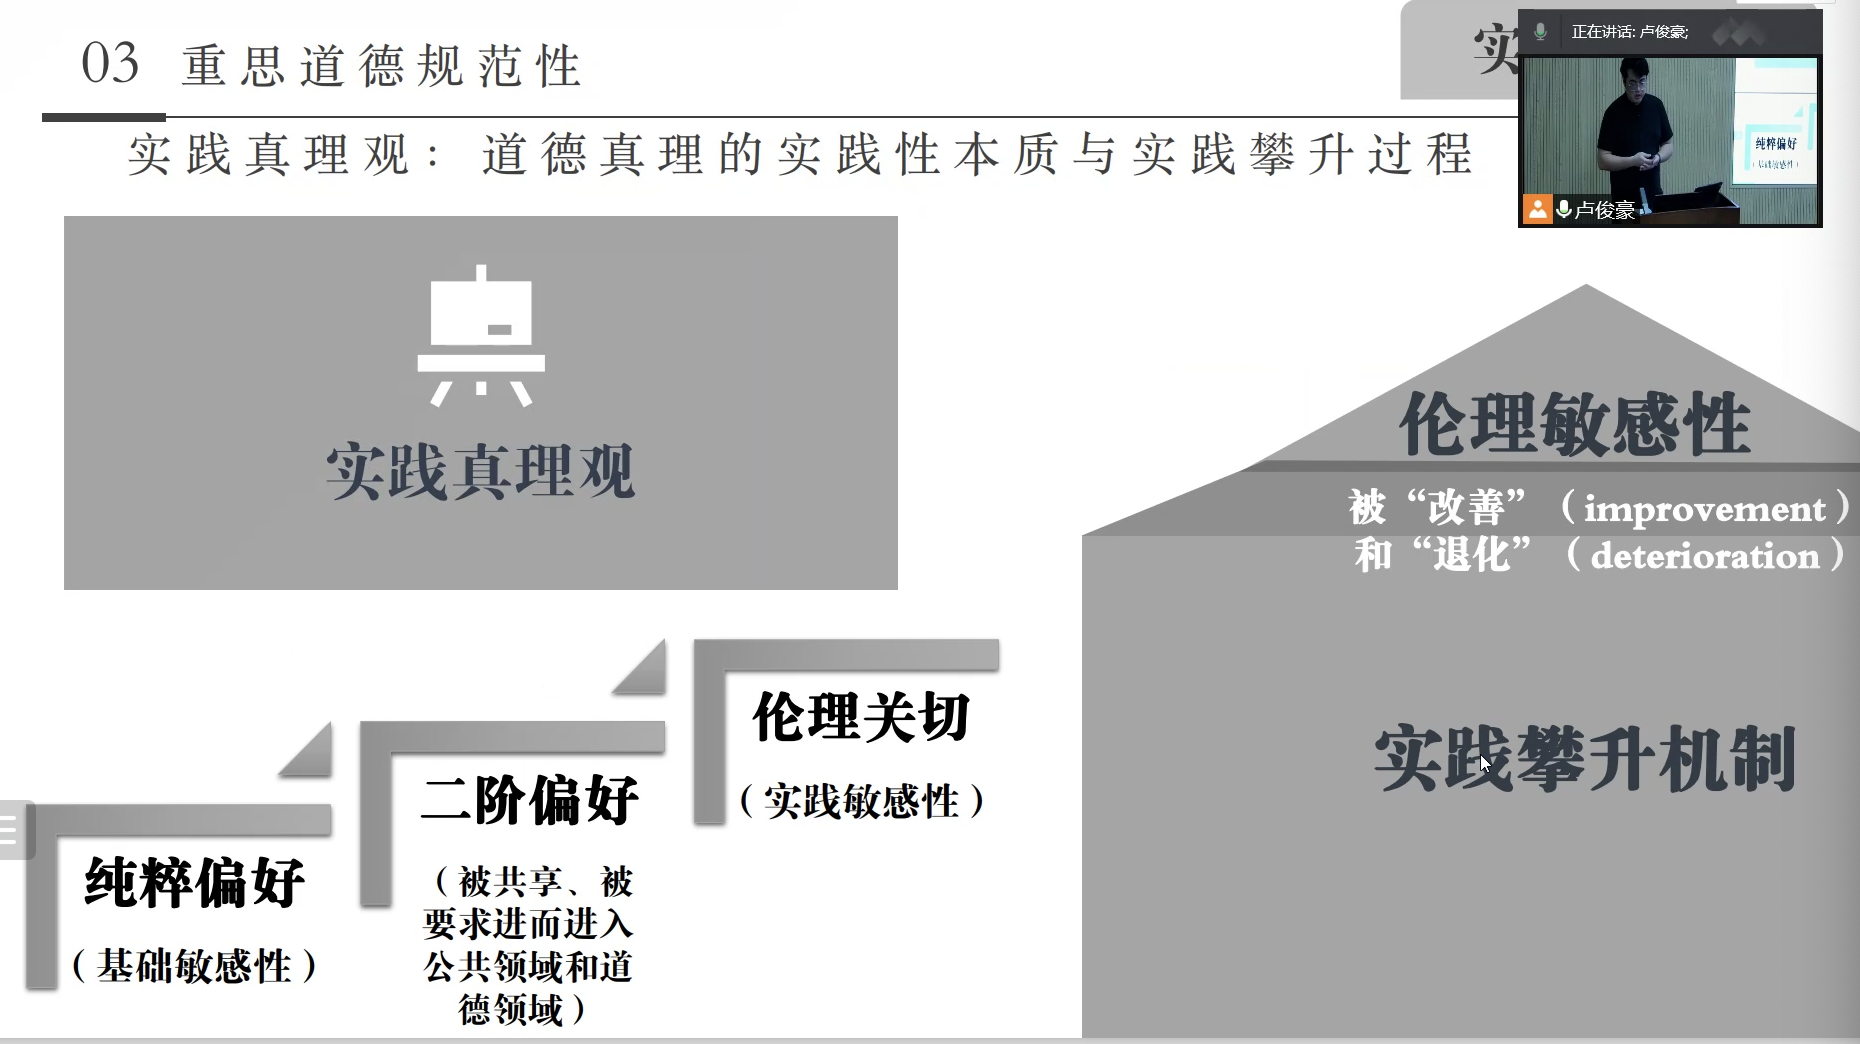 03 重思道德规范性
实
正在讲话: 卢俊豪;
实践真理观：道德真理的实践性本质与实践攀升过程
纯粹偏好
（基础敏感性）
卢俊豪
实践真理观
伦理敏感性
被“改善”（improvement）
和“退化”（deterioration）
实践攀升机制
伦理关切
（实践敏感性）
二阶偏好
（被共享、被
要求进而进入
公共领域和道
德领域）
纯粹偏好
（基础敏感性）